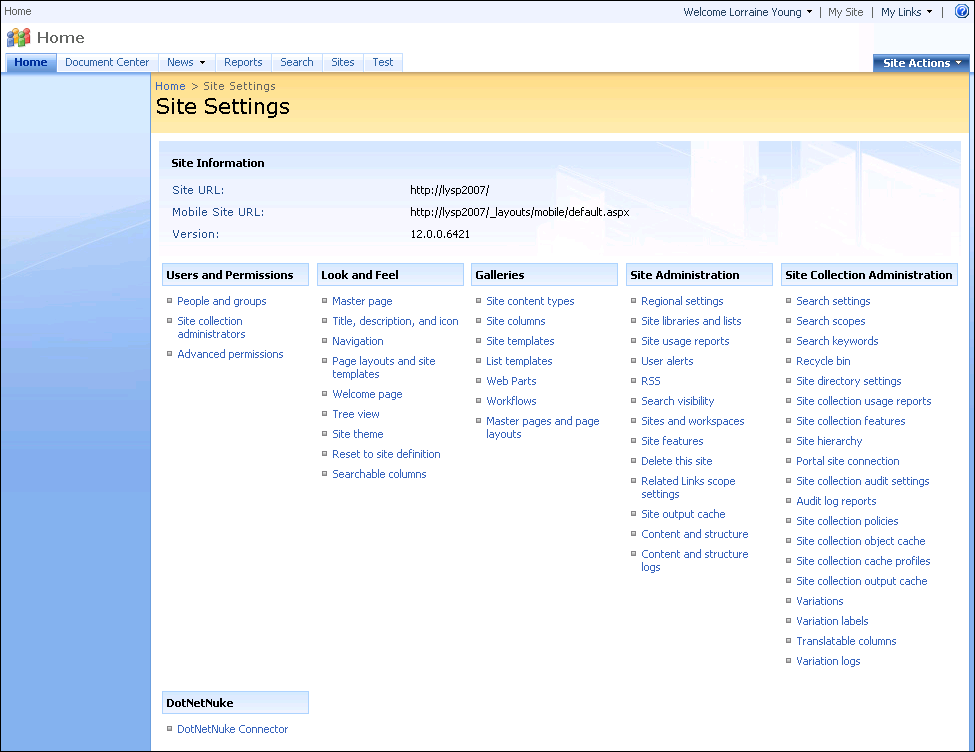 Home
Welcome Lorraine Young | My Site | My Links |
Home
Home Document Center News Reports Search Sites Test Site Actions
Home > Site Settings
Site Settings
Site Information
Site URL: http://lysp2007/
Mobile Site URL: http://lysp2007/_layouts/mobile/default.aspx
Version: 12.0.0.6421
Users and Permissions
People and groups
Site collection
administrators
Advanced permissions
Look and Feel
Master page
Title, description, and icon
Navigation
Page layouts and site
templates
Welcome page
Tree view
Site theme
Reset to site definition
Searchable columns
Galleries
Site content types
Site columns
Site templates
List templates
Web Parts
Workflows
Master pages and page
layouts
Site Administration
Regional settings
Site libraries and lists
Site usage reports
User alerts
RSS
Search visibility
Sites and workspaces
Site features
Delete this site
Related Links scope
settings
Site output cache
Content and structure
Content and structure
logs
Site Collection Administration
Search settings
Search scopes
Search keywords
Recycle bin
Site directory settings
Site collection usage reports
Site collection features
Site hierarchy
Portal site connection
Site collection audit settings
Audit log reports
Site collection policies
Site collection object cache
Site collection cache profiles
Site collection output cache
Variations
Variation labels
Translatable columns
Variation logs
DotNetNuke
DotNetNuke Connector